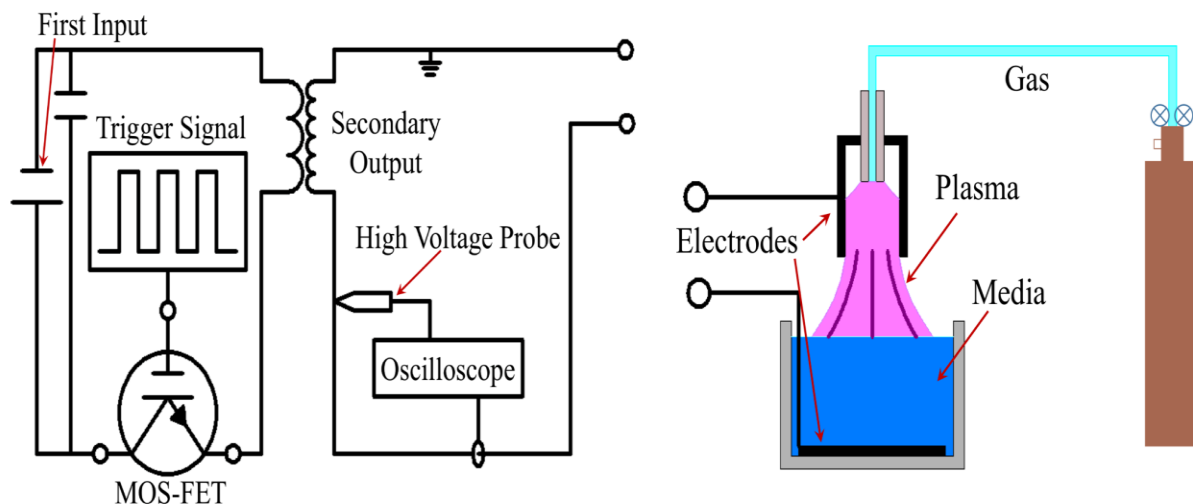 First Input
Trigger Signal
Secondary
Output
High Voltage Probe
Oscilloscope
MOS-FET
Gas
Plasma
Electrodes
Media